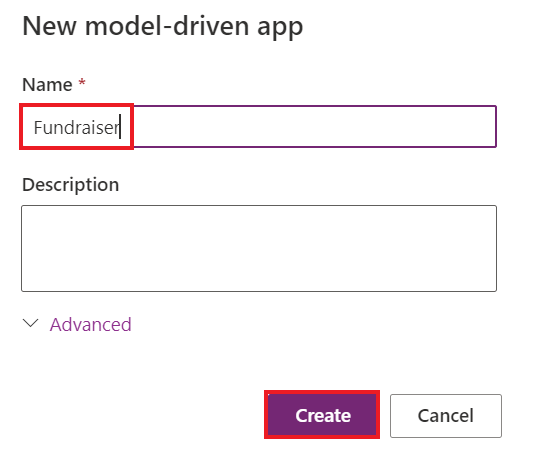 New model-driven app
Name *
Fundraiser
Description
Advanced
Create Cancel